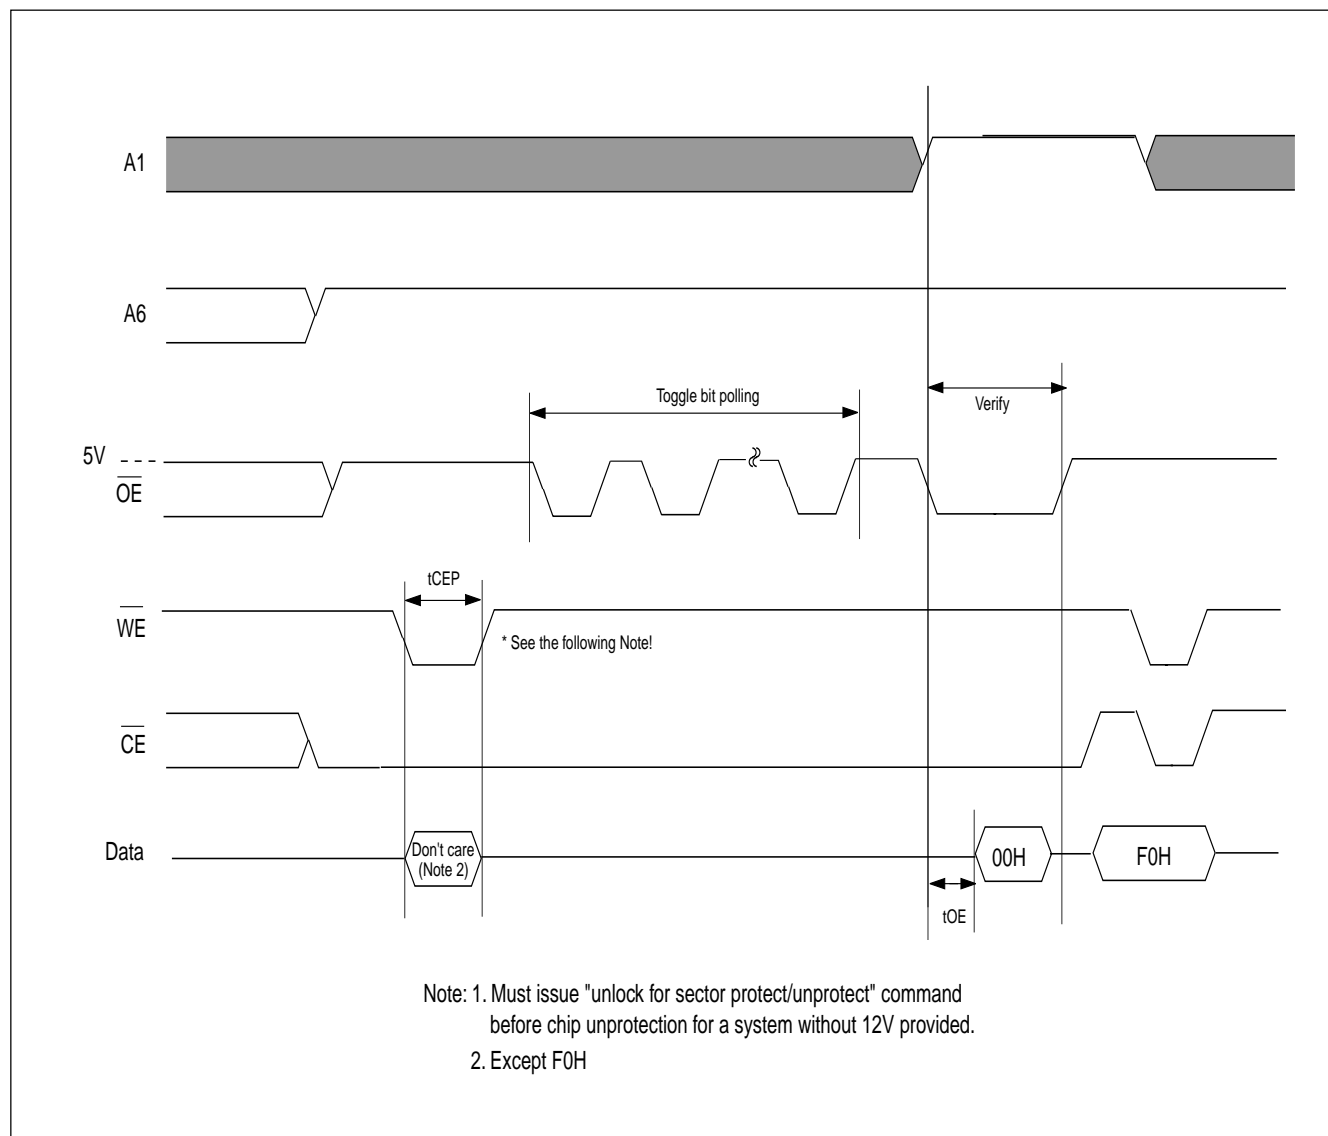 A1
A6
Toggle bit polling
Verify
5V
OE
tCEP
WE
* See the following Note!
CE
Data
Don't care
(Note 2)
00H
F0H
tOE
Note: 1. Must issue "unlock for sector protect/unprotect" command
before chip unprotection for a system without 12V provided.
2. Except F0H